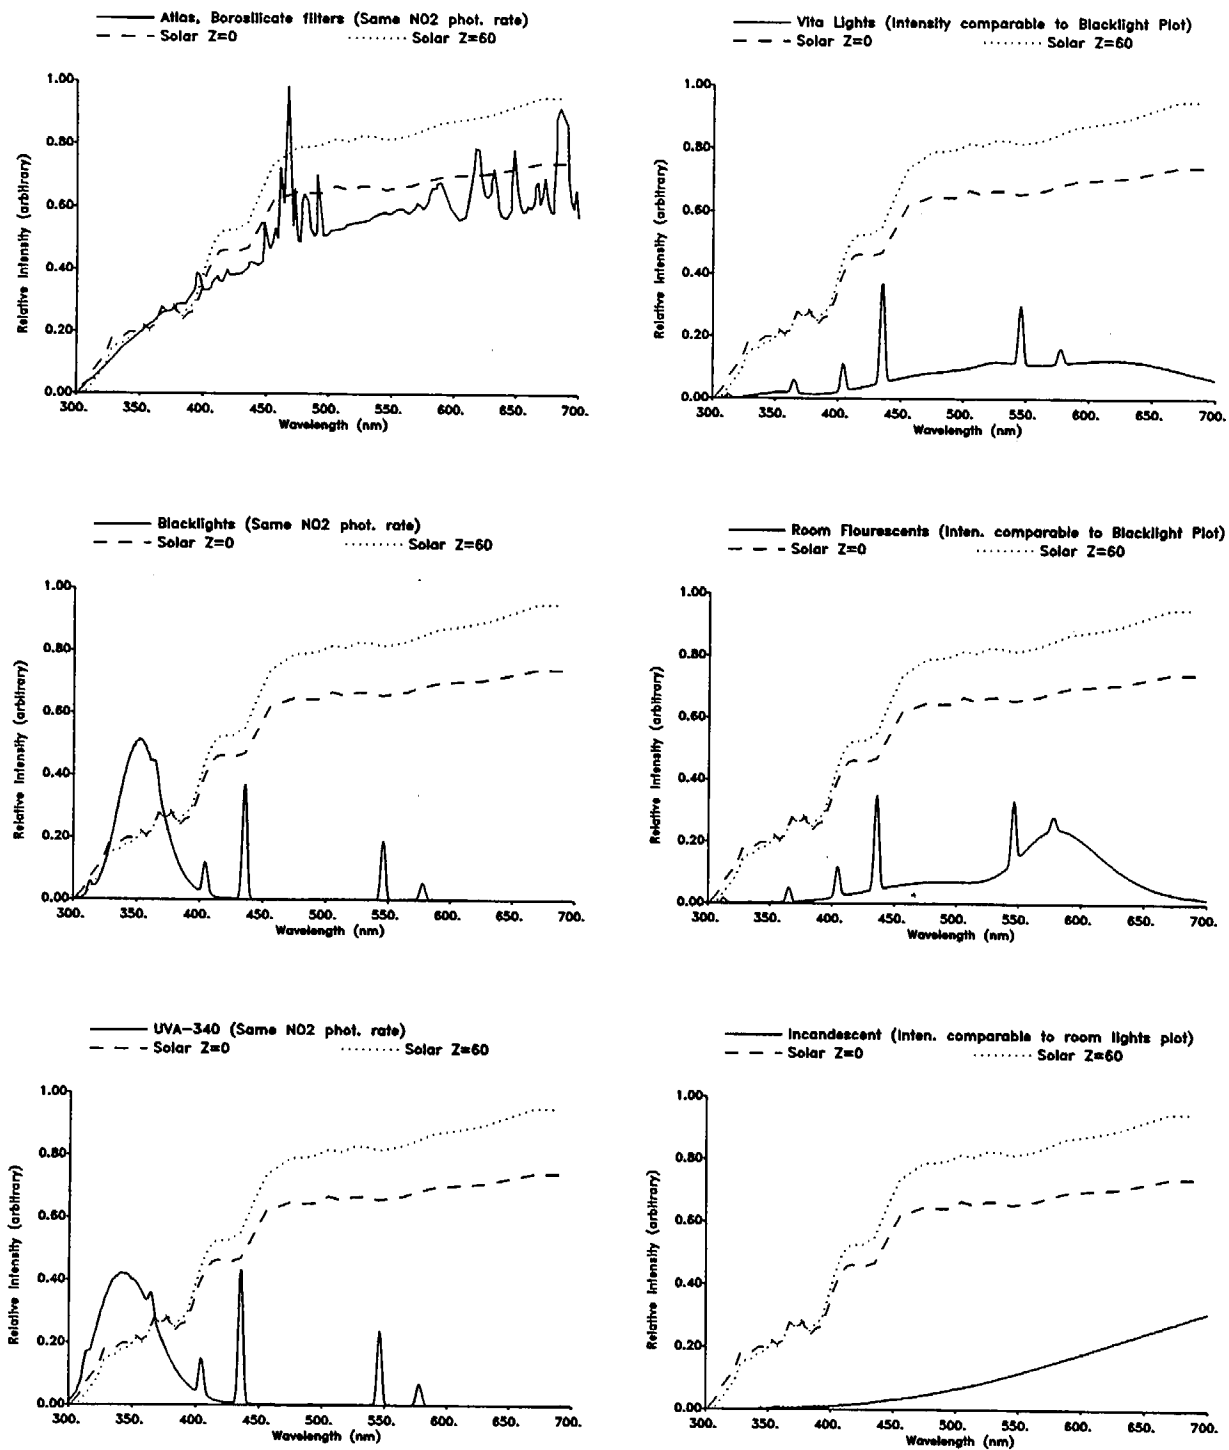 Atlas, Borosilicate filters (Same NO2 phot. rate)
Solar Z=0 Solar Z=60
1.00
0.80
0.60
0.40
0.20
0.00
Relative Intensity (arbitrary)
300. 350. 400. 450. 500. 550. 600. 650. 700.
Wavelength (nm)
Vita Lights (Intensity comparable to Blacklight Plot)
Solar Z=0 Solar Z=60
1.00
0.80
0.60
0.40
0.20
0.00
Relative Intensity (arbitrary)
300. 350. 400. 450. 500. 550. 600. 650. 700.
Wavelength (nm)
Blacklights (Same NO2 phot. rate)
Solar Z=0 Solar Z=60
1.00
0.80
0.60
0.40
0.20
0.00
Relative Intensity (arbitrary)
300. 350. 400. 450. 500. 550. 600. 650. 700.
Wavelength (nm)
Room Flourescents (Inten. comparable to Blacklight Plot)
Solar Z=0 Solar Z=60
1.00
0.80
0.60
0.40
0.20
0.00
Relative Intensity (arbitrary)
300. 350. 400. 450. 500. 550. 600. 650. 700.
Wavelength (nm)
UVA-340 (Same NO2 phot. rate)
Solar Z=0 Solar Z=60
1.00
0.80
0.60
0.40
0.20
0.00
Relative Intensity (arbitrary)
300. 350. 400. 450. 500. 550. 600. 650. 700.
Wavelength (nm)
Incandescent (Inten. comparable to room lights plot)
Solar Z=0 Solar Z=60
1.00
0.80
0.60
0.40
0.20
0.00
Relative Intensity (arbitrary)
300. 350. 400. 450. 500. 550. 600. 650. 700.
Wavelength (nm)